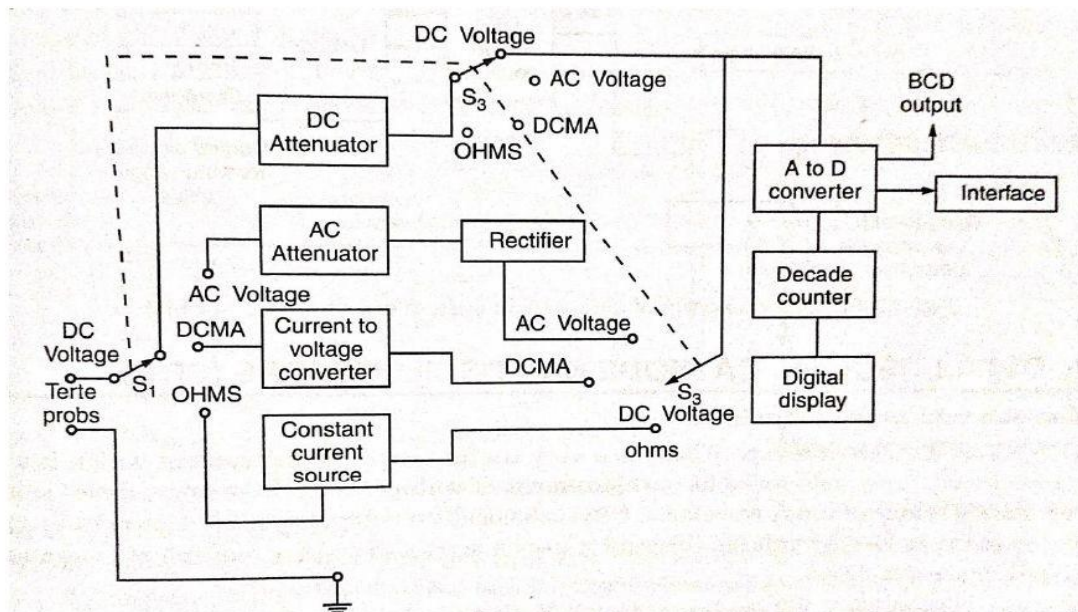 DC Voltage
S3
AC Voltage
DCMA
OHMS
BCD
output
DC
Attenuator
A to D
converter
Interface
AC
Attenuator
Rectifier
AC Voltage
Decade
counter
DC
Voltage
S1
DCMA
Current to
voltage
converter
AC Voltage
DCMA
S3
Digital
display
Terte
probs
OHMS
Constant
current
source
DC Voltage
ohms